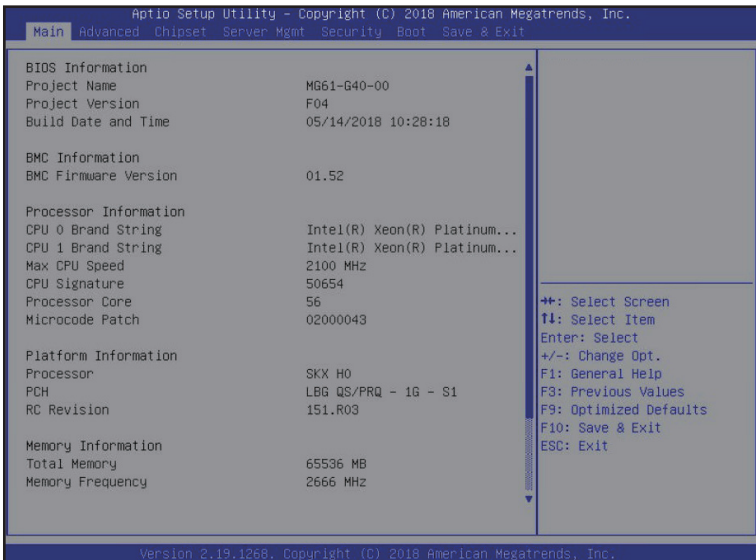 Aptio Setup Utility – Copyright (C) 2018 American Megatrends, Inc.
Main Advanced Chipset Server Mgmt Security Boot Save & Exit
BIOS Information
Project Name MG61-G40-00
Project Version F04
Build Date and Time 05/14/2018 10:28:18
BMC Information
BMC Firmware Version 01.52
Processor Information
CPU 0 Brand String Intel(R) Xeon(R) Platinum...
CPU 1 Brand String Intel(R) Xeon(R) Platinum...
Max CPU Speed 2100 MHz
CPU Signature 50654
Processor Core 56
Microcode Patch 02000043
Platform Information
Processor SKX H0
PCH LBG QS/PRQ - 1G - S1
RC Revision 151.R03
Memory Information
Total Memory 65536 MB
Memory Frequency 2666 MHz
→←: Select Screen
↑↓: Select Item
Enter: Select
+/-: Change Opt.
F1: General Help
F3: Previous Values
F9: Optimized Defaults
F10: Save & Exit
ESC: Exit
Version 2.19.1268. Copyright (C) 2018 American Megatrends, Inc.